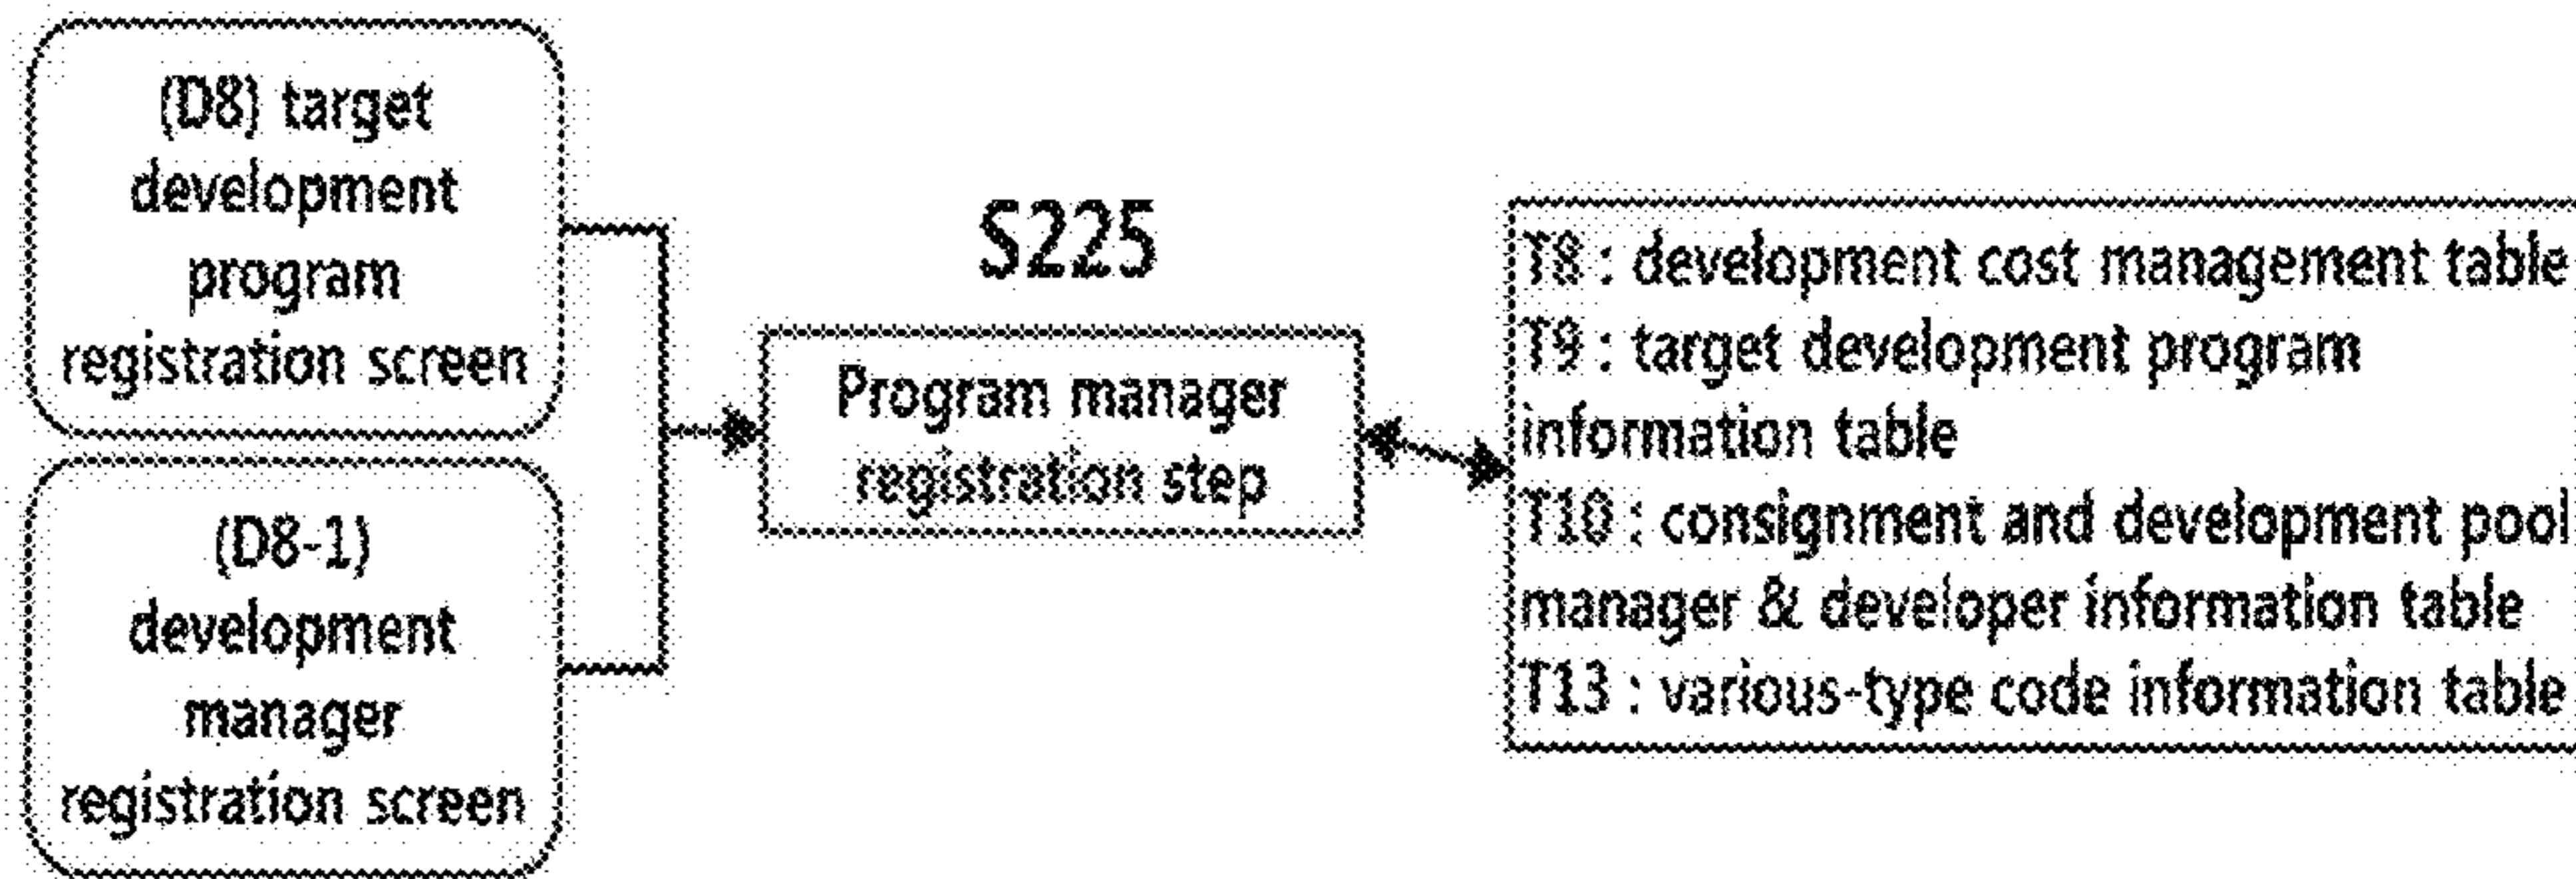 (D8) target
development
program
registration screen
(D8-1)
development
manager
registration screen
S225
Program manager
registration step
T8 : development cost management table
T9 : target development program
information table
T10 : consignment and development pool
manager & developer information table
T13 : various-type code information table